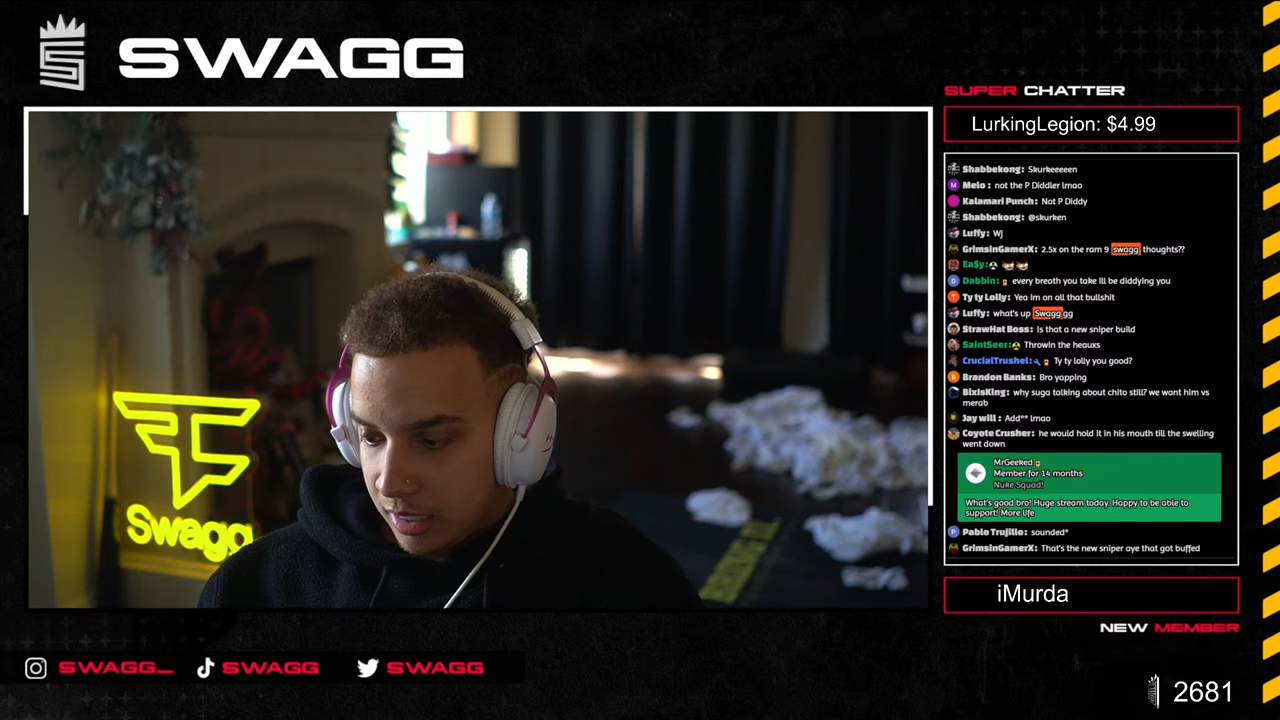 SWAGG
SUPER CHATTER
LurkingLegion: $4.99
Shabbekong: Skurkeeeeen
Melo : not the P Diddler lmao
Kalamari Punch: Not P Diddy
Shabbekong: @skurken
Luffy: Wj
GrimsinGamerX: 2.5x on the ram 9 swagg thoughts??
Ea$y:
Dabbin: every breath you take ill be diddying you
Ty ty Lolly: Yea im on all that bullshit
Luffy: what's up Swagg gg
StrawHat Boss: Is that a new sniper build
SaintSeer: Throwin the heauxs
CrucialTrushel: Ty ty lolly you good?
Brandon Banks: Bro yapping
BixisKing: why suga talking about chito still? we want him vs
merab
Jay will : Add** lmao
Coyote Crusher: he would hold it in his mouth till the swelling
went down
MrGeeked
Member for 14 months
Nuke Squad!
What's good bro! Huge stream today. Happy to be able to
support! More life
Pablo Trujillo: sounded*
GrimsinGamerX: That's the new sniper aye that got buffed
iMurda
NEW MEMBER
Swagg
SWAGG_ SWAGG SWAGG
2681